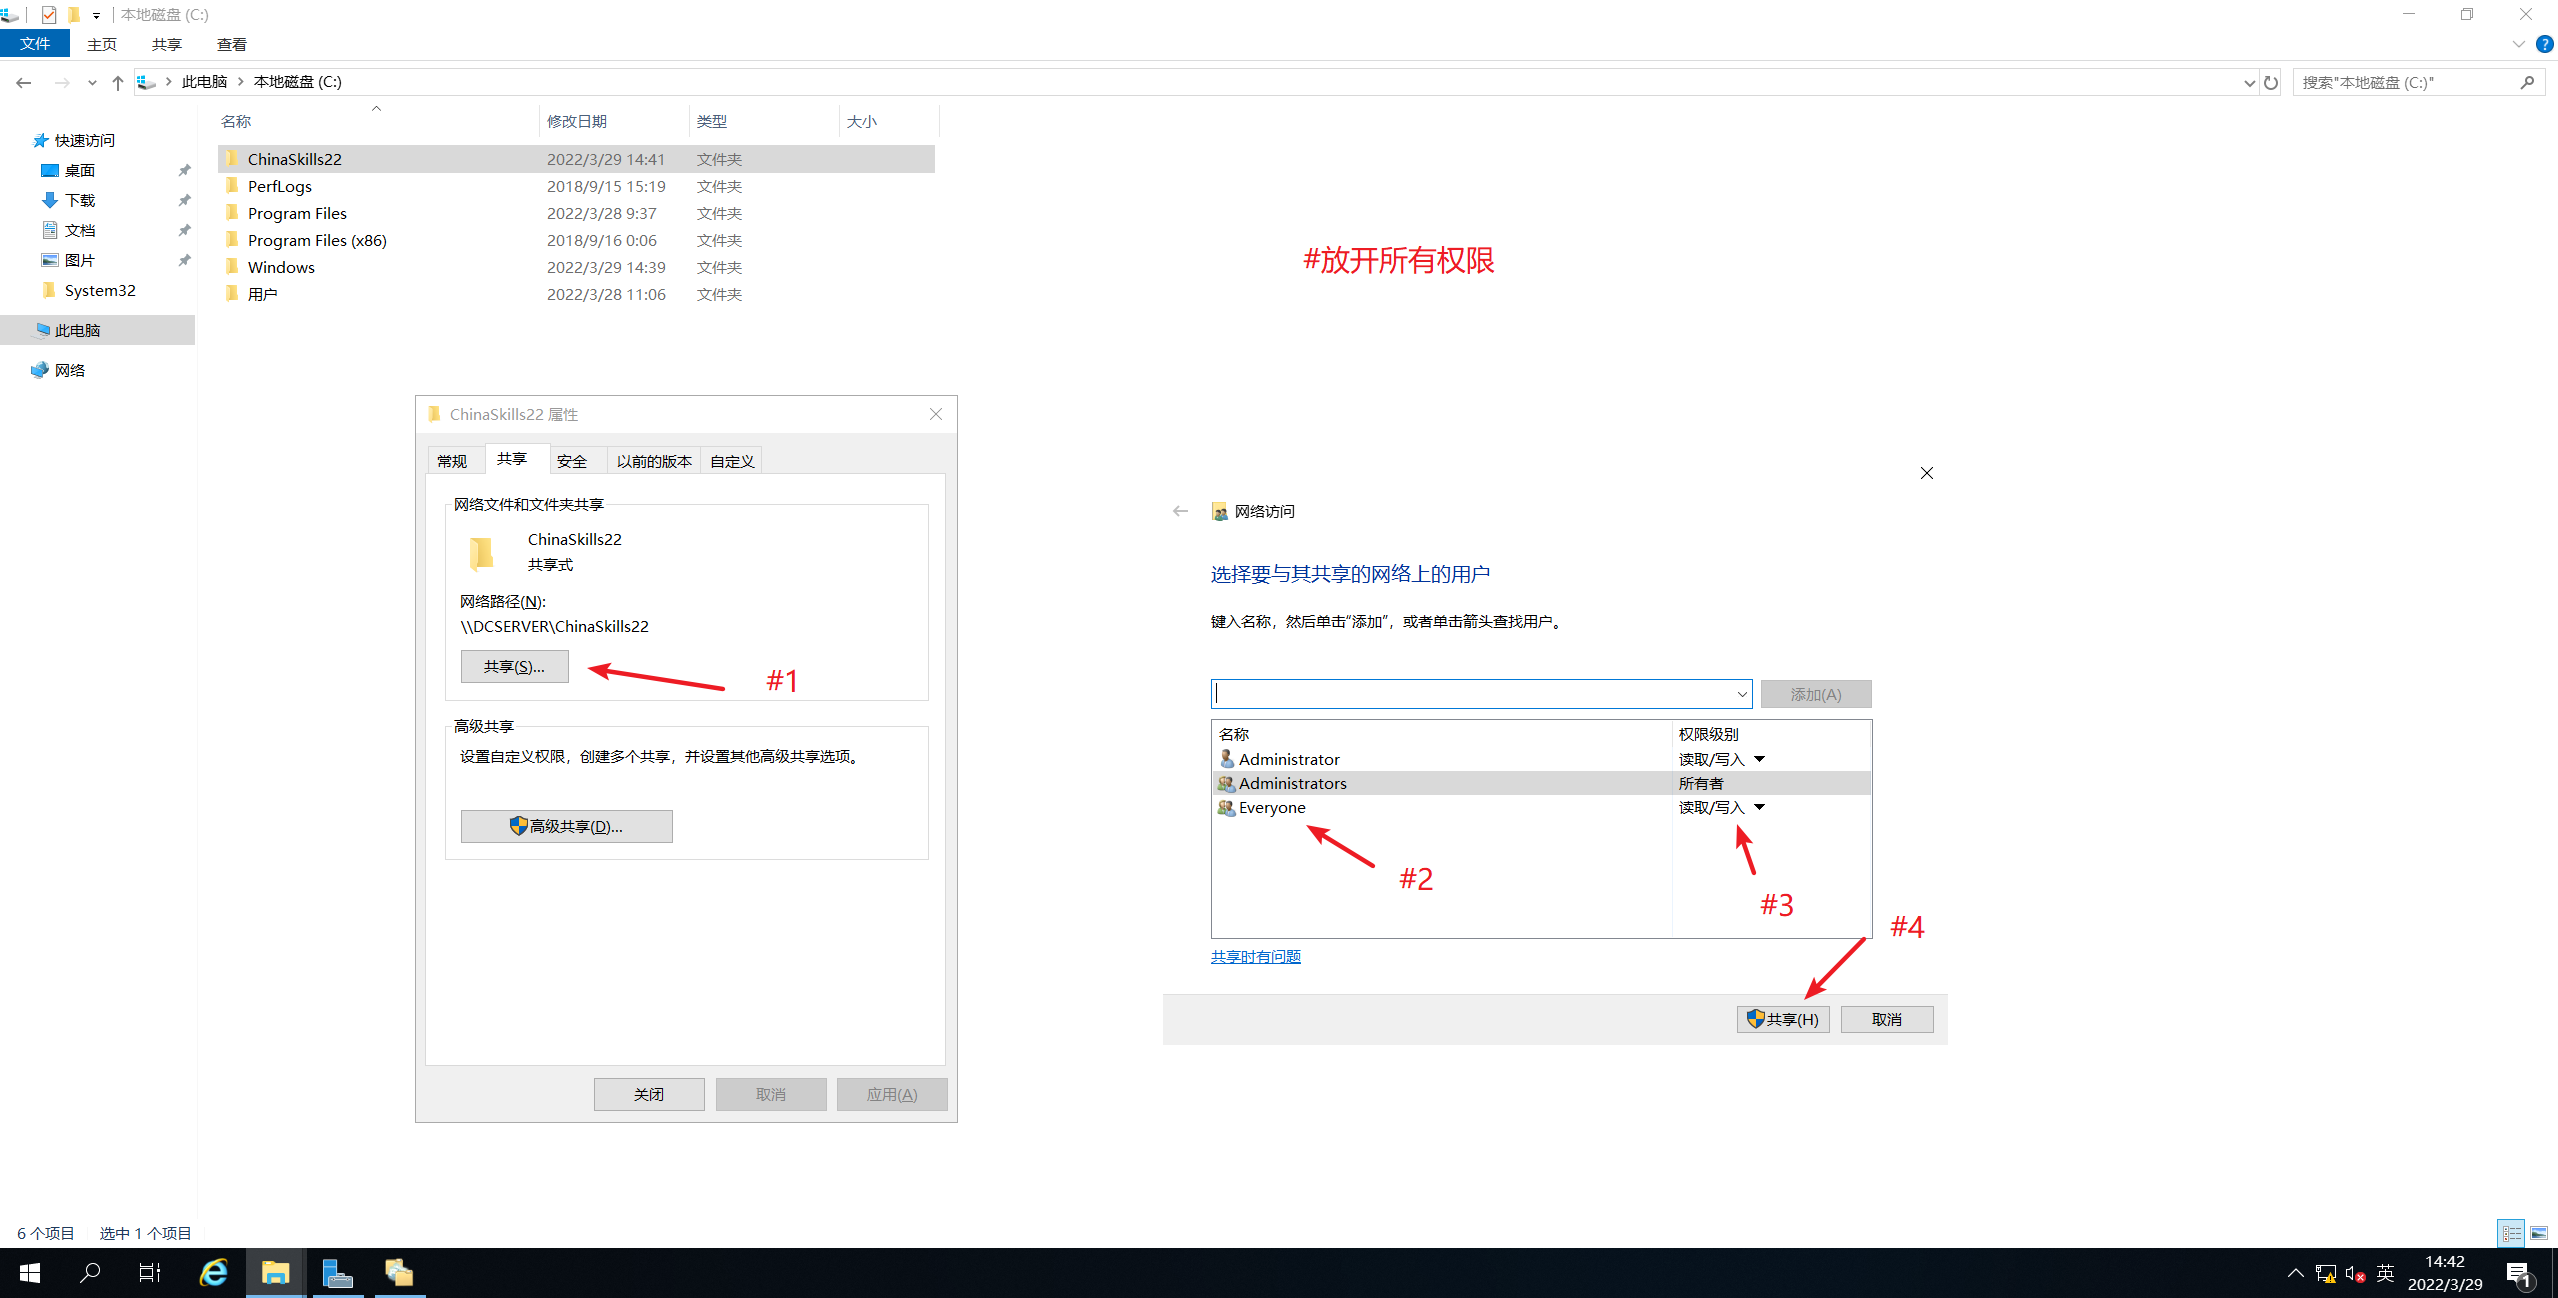 本地磁盘 (C:)
文件 主页 共享 查看
此电脑 本地磁盘 (C:) 搜索"本地磁盘 (C:)"
名称 修改日期 类型 大小
快速访问
桌面
下载
文档
图片
System32
此电脑
网络
ChinaSkills22 2022/3/29 14:41 文件夹
PerfLogs 2018/9/15 15:19 文件夹
Program Files 2022/3/28 9:37 文件夹
Program Files (x86) 2018/9/16 0:06 文件夹
Windows 2022/3/29 14:39 文件夹
用户 2022/3/28 11:06 文件夹
#放开所有权限
ChinaSkills22 属性
常规 共享 安全 以前的版本 自定义
网络文件和文件夹共享
ChinaSkills22
共享式
网络路径(N):
\\DCSERVER\ChinaSkills22
共享(S)...
#1
高级共享
设置自定义权限，创建多个共享，并设置其他高级共享选项。
高级共享(D)...
关闭 取消 应用(A)
网络访问
选择要与其共享的网络上的用户
键入名称，然后单击“添加”，或者单击箭头查找用户。
添加(A)
名称 权限级别
Administrator 读取/写入
Administrators 所有者
Everyone 读取/写入
#2
#3
#4
共享时有问题
共享(H) 取消
6 个项目 选中 1 个项目
英
14:42
2022/3/29
1